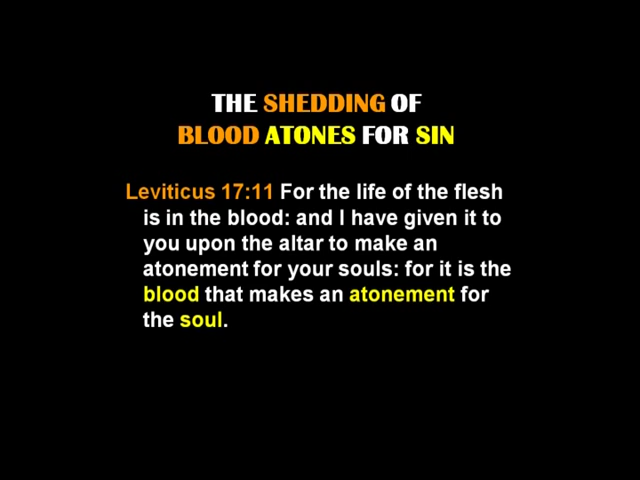 THE SHEDDING OF
BLOOD ATONES FOR SIN
Leviticus 17:11 For the life of the flesh
is in the blood: and I have given it to
you upon the altar to make an
atonement for your souls: for it is the
blood that makes an atonement for
the soul.